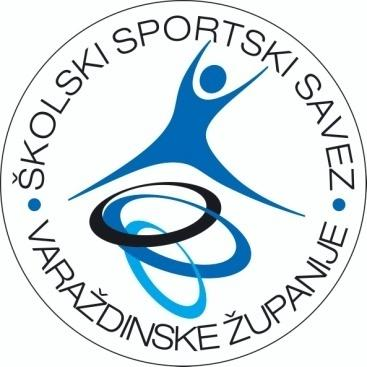 ŠKOLSKI SPORTSKI SAVEZ
VARAŽDINSKE ŽUPANIJE